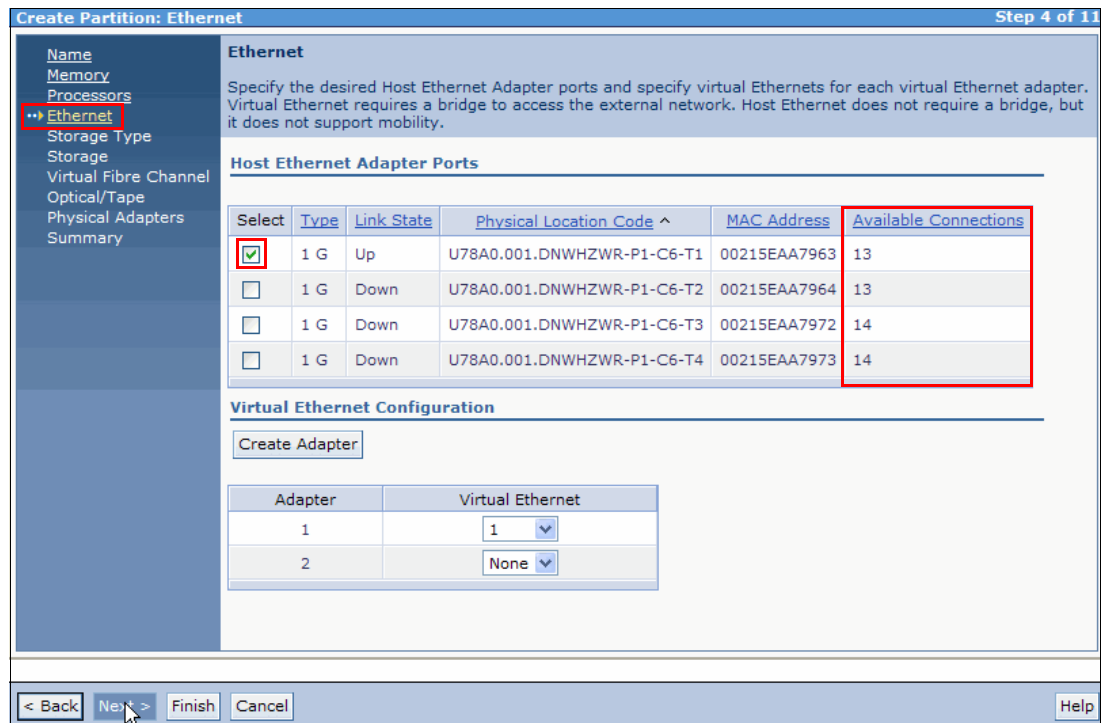 Create Partition: Ethernet Step 4 of 11
Name
Memory
Processors
Ethernet
Storage Type
Storage
Virtual Fibre Channel
Optical/Tape
Physical Adapters
Summary
Ethernet
Specify the desired Host Ethernet Adapter ports and specify virtual Ethernets for each virtual Ethernet adapter.
Virtual Ethernet requires a bridge to access the external network. Host Ethernet does not require a bridge, but
it does not support mobility.
Host Ethernet Adapter Ports
Select Type Link State Physical Location Code ^ MAC Address Available Connections
1 G Up U78A0.001.DNWHZWR-P1-C6-T1 00215EAA7963 13
1 G Down U78A0.001.DNWHZWR-P1-C6-T2 00215EAA7964 13
1 G Down U78A0.001.DNWHZWR-P1-C6-T3 00215EAA7972 14
1 G Down U78A0.001.DNWHZWR-P1-C6-T4 00215EAA7973 14
Virtual Ethernet Configuration
Create Adapter
Adapter Virtual Ethernet
1 1
2 None
< Back Next > Finish Cancel Help